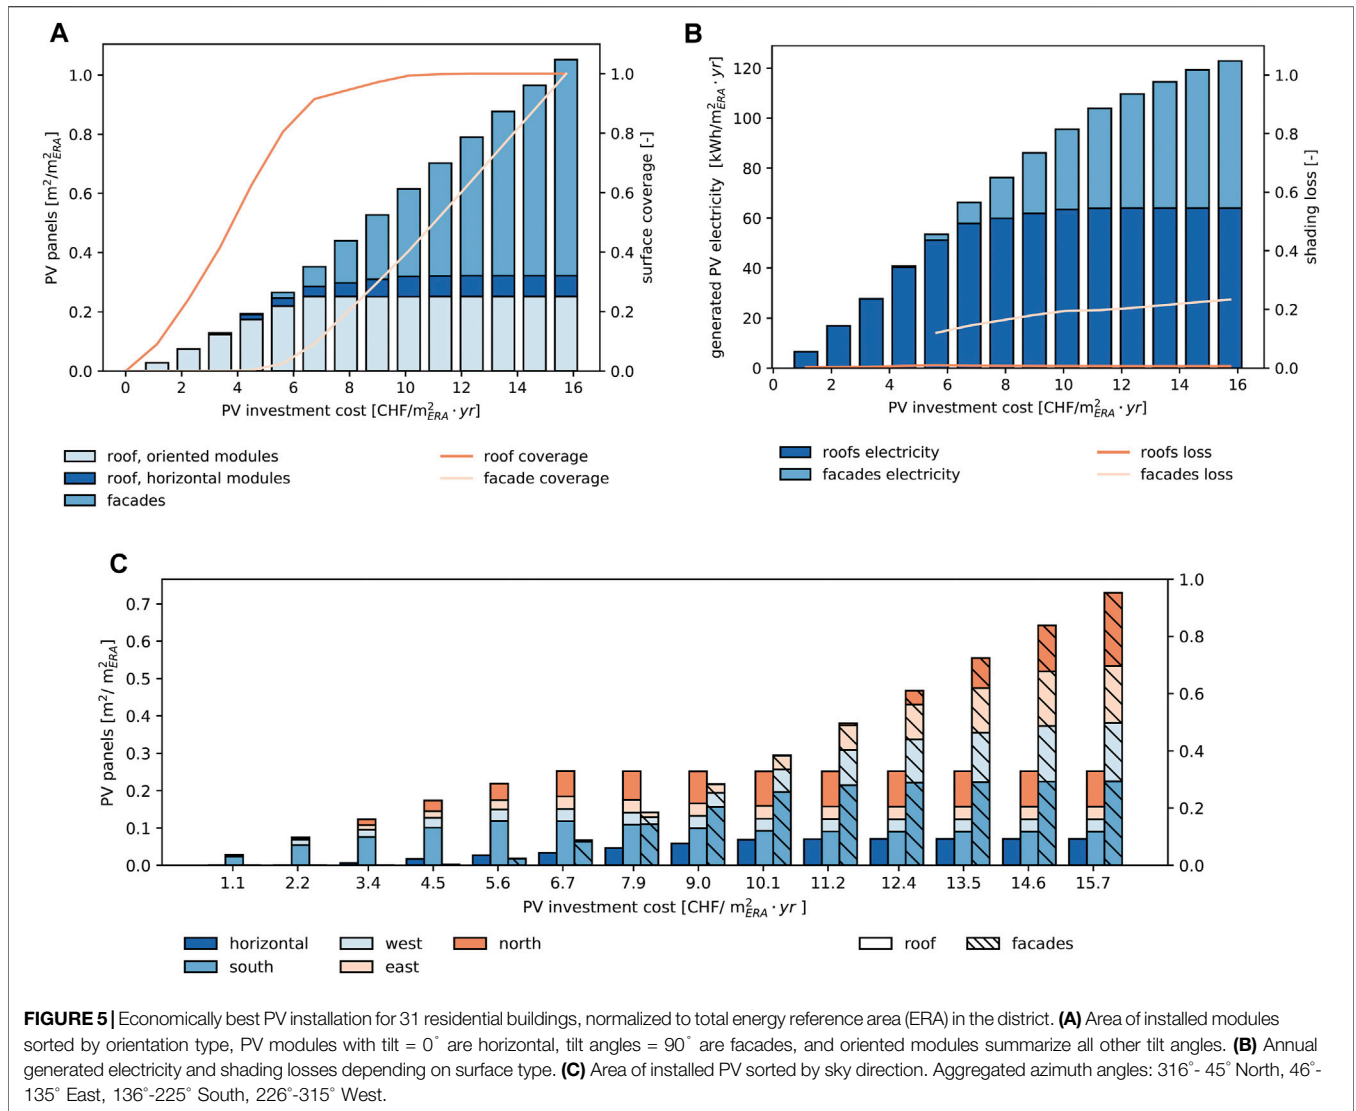 A
PV panels [m²/m²ERA]
1.0
0.8
0.6
0.4
0.2
0.0
1.0
0.8
0.6
0.4
0.2
0.0
surface coverage [-]
0 2 4 6 8 10 12 14 16
PV investment cost [CHF/m²ERA · yr]
roof, oriented modules
roof, horizontal modules
facades
roof coverage
facade coverage
B
generated PV electricity [kWh/m²ERA · yr]
120
100
80
60
40
20
0
1.0
0.8
0.6
0.4
0.2
0.0
shading loss [-]
0 2 4 6 8 10 12 14 16
PV investment cost [CHF/m²ERA · yr]
roofs electricity
facades electricity
roofs loss
facades loss
C
PV panels [m²/ m²ERA]
0.7
0.6
0.5
0.4
0.3
0.2
0.1
0.0
1.0
0.8
0.6
0.4
0.2
0.0
1.1 2.2 3.4 4.5 5.6 6.7 7.9 9.0 10.1 11.2 12.4 13.5 14.6 15.7
PV investment cost [CHF/ m²ERA · yr ]
horizontal west north
south east
roof facades
FIGURE 5 | Economically best PV installation for 31 residential buildings, normalized to total energy reference area (ERA) in the district. (A) Area of installed modules
sorted by orientation type, PV modules with tilt = 0° are horizontal, tilt angles = 90° are facades, and oriented modules summarize all other tilt angles. (B) Annual
generated electricity and shading losses depending on surface type. (C) Area of installed PV sorted by sky direction. Aggregated azimuth angles: 316°- 45° North, 46°-
135° East, 136°-225° South, 226°-315° West.